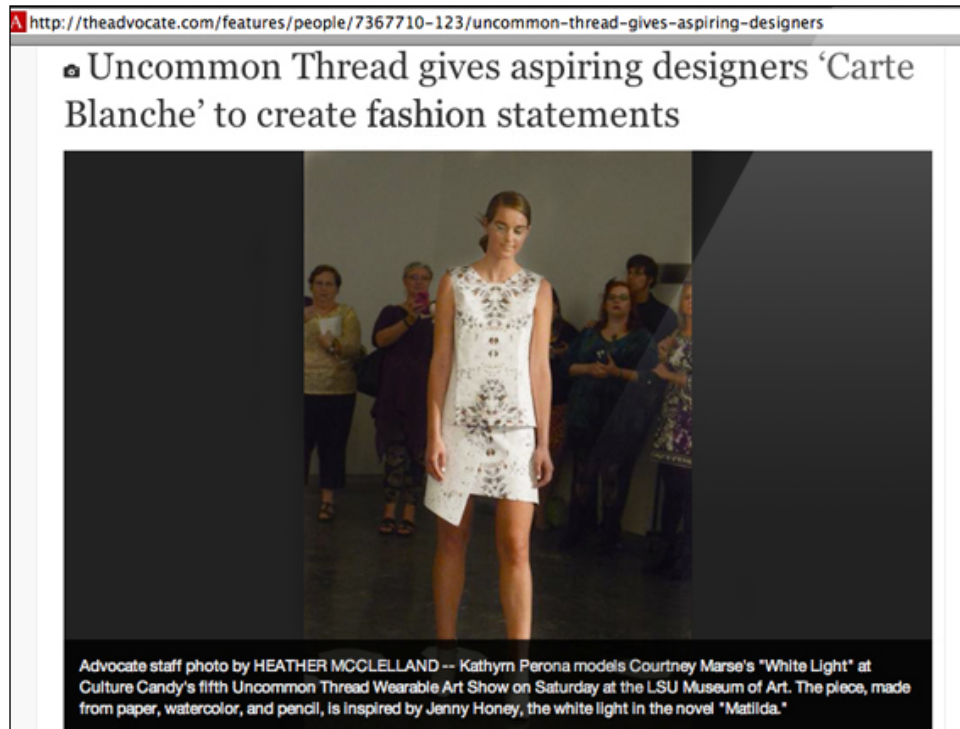 http://theadvocate.com/features/people/7367710-123/uncommon-thread-gives-aspiring-designers
Uncommon Thread gives aspiring designers ‘Carte
Blanche’ to create fashion statements
Advocate staff photo by HEATHER MCCLELLAND -- Kathyrn Perona models Courtney Marse's "White Light" at
Culture Candy's fifth Uncommon Thread Wearable Art Show on Saturday at the LSU Museum of Art. The piece, made
from paper, watercolor, and pencil, is inspired by Jenny Honey, the white light in the novel "Matilda."